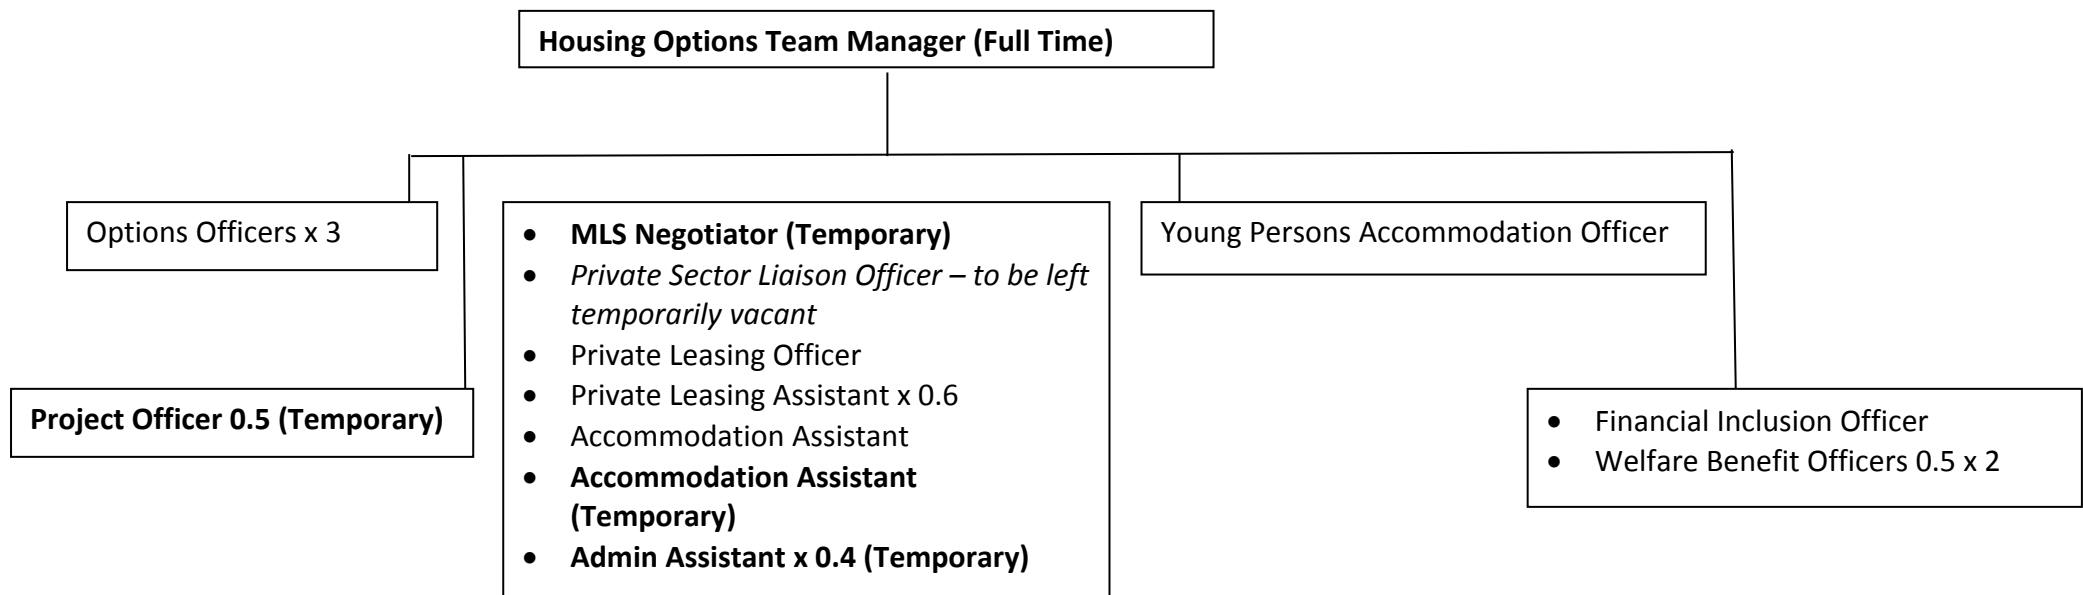 Housing Options Team Manager (Full Time)
Options Officers x 3
Project Officer 0.5 (Temporary)
• MLS Negotiator (Temporary)
• Private Sector Liaison Officer – to be left
temporarily vacant
• Private Leasing Officer
• Private Leasing Assistant x 0.6
• Accommodation Assistant
• Accommodation Assistant
(Temporary)
• Admin Assistant x 0.4 (Temporary)
Young Persons Accommodation Officer
• Financial Inclusion Officer
• Welfare Benefit Officers 0.5 x 2